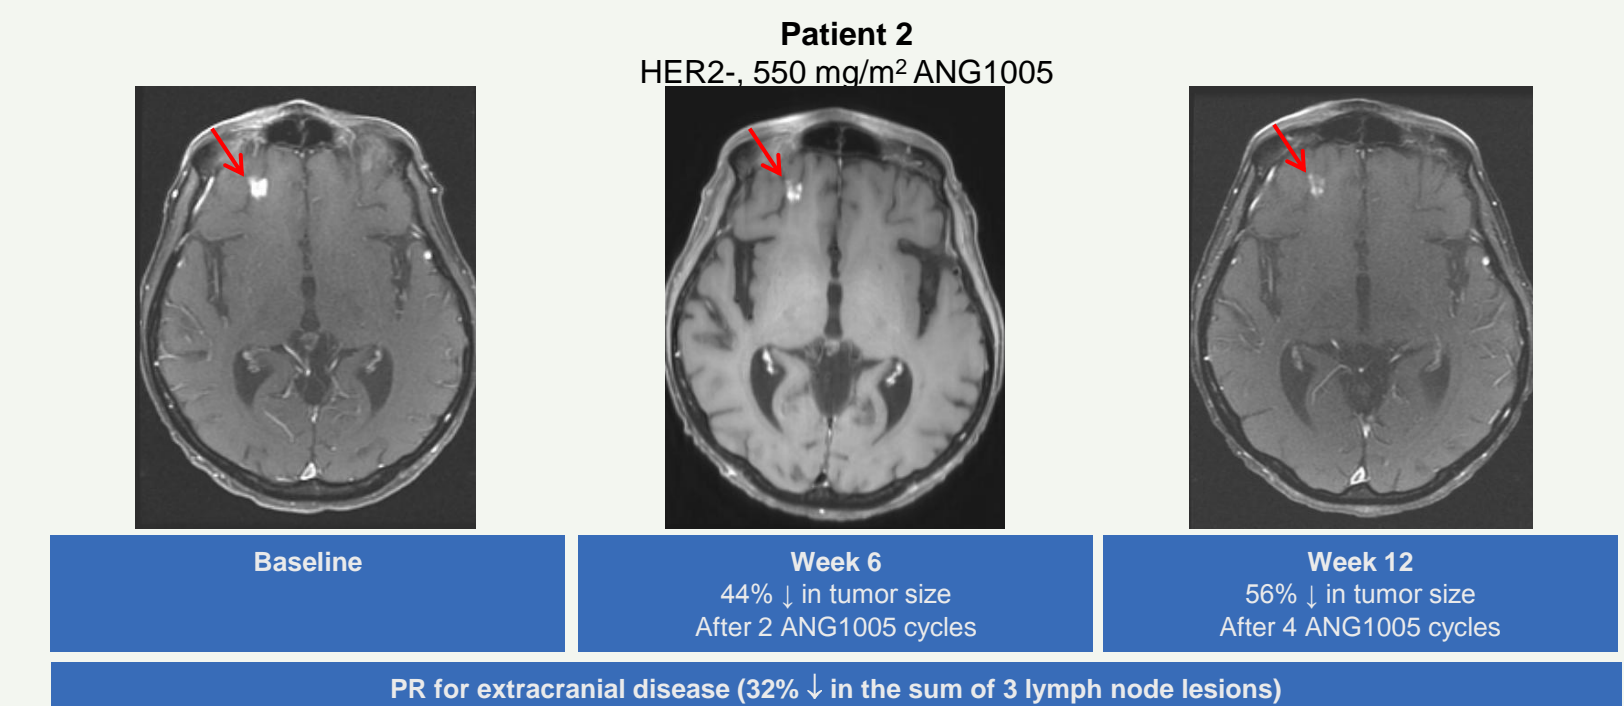 Patient 2
HER2-, 550 mg/m² ANG1005
Baseline
Week 6
44% ↓ in tumor size
After 2 ANG1005 cycles
Week 12
56% ↓ in tumor size
After 4 ANG1005 cycles
PR for extracranial disease (32% ↓ in the sum of 3 lymph node lesions)